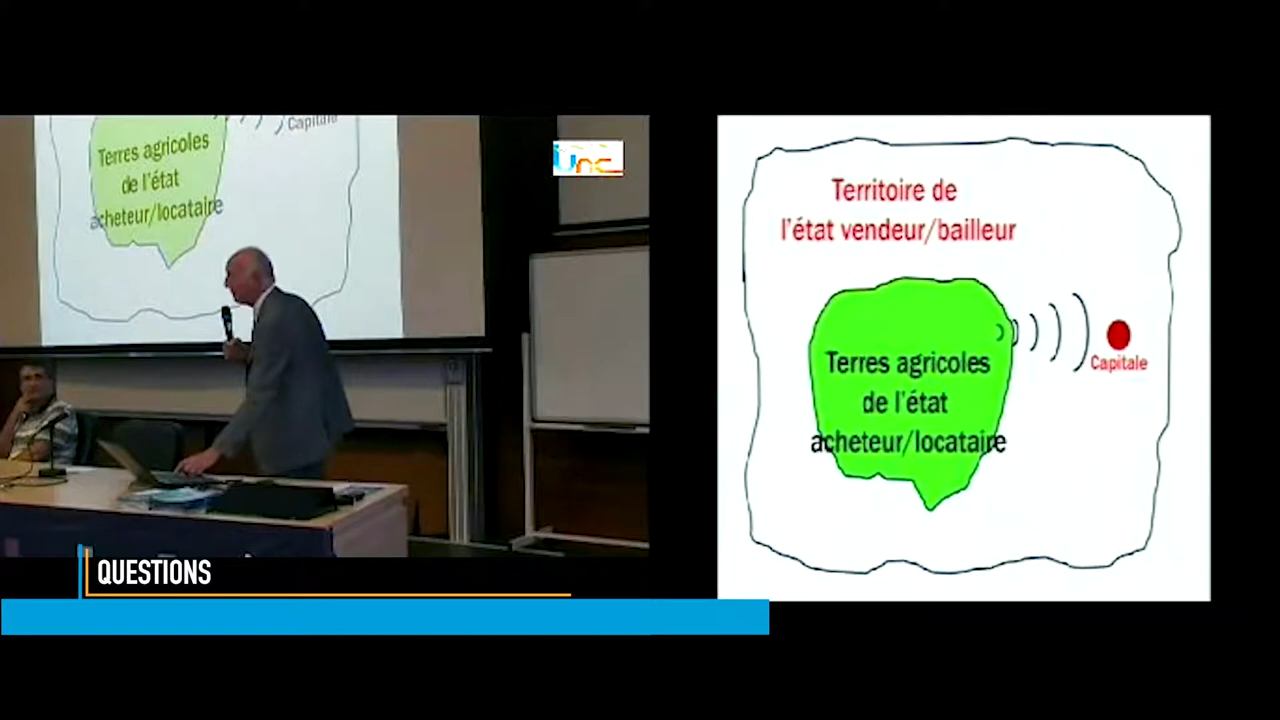 Capitale
Terres agricoles
de l'état
acheteur/locataire
unc
QUESTIONS
Territoire de
l'état vendeur/bailleur
Terres agricoles
de l'état
acheteur/locataire
Capitale